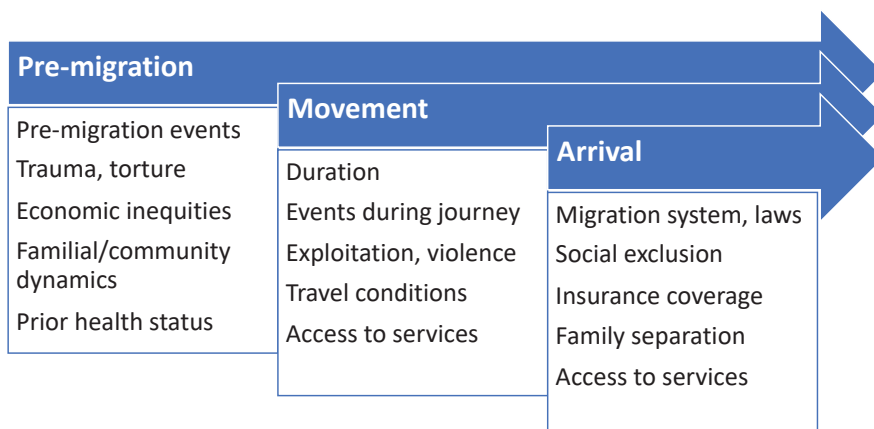 Pre-migration
Pre-migration events
Trauma, torture
Economic inequities
Familial/community
dynamics
Prior health status
Movement
Duration
Events during journey
Exploitation, violence
Travel conditions
Access to services
Arrival
Migration system, laws
Social exclusion
Insurance coverage
Family separation
Access to services